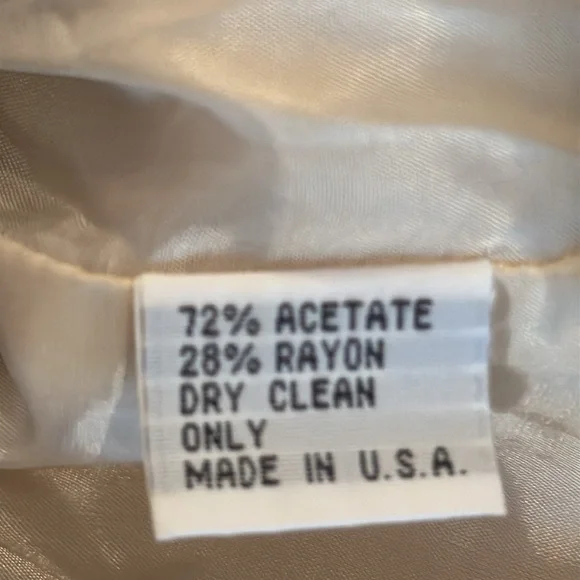 72% ACETATE
28% RAYON
DRY CLEAN
ONLY
MADE IN U.S.A.